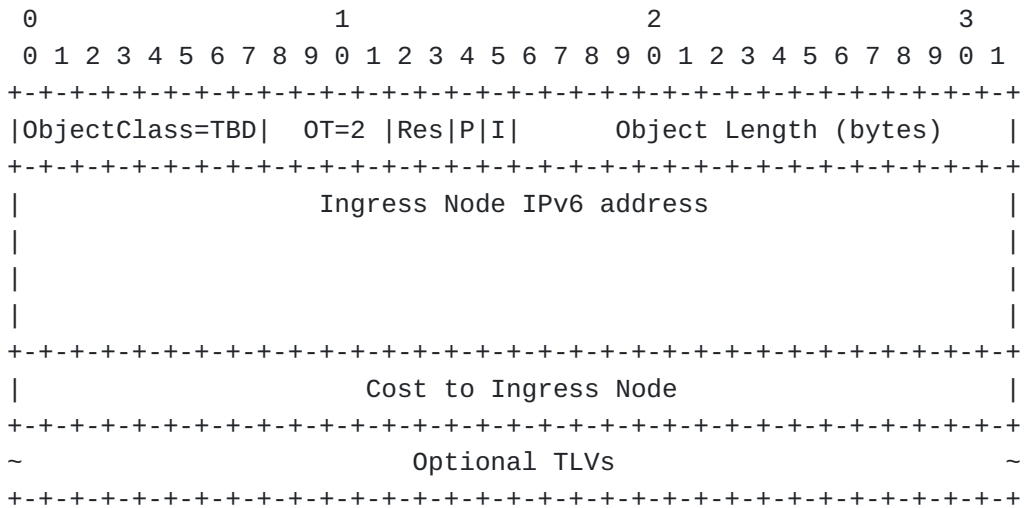 0                   1                   2                   3
 0 1 2 3 4 5 6 7 8 9 0 1 2 3 4 5 6 7 8 9 0 1 2 3 4 5 6 7 8 9 0 1
+-+-+-+-+-+-+-+-+-+-+-+-+-+-+-+-+-+-+-+-+-+-+-+-+-+-+-+-+-+-+-+-+
|ObjectClass=TBD|  OT=2 |Res|P|I|      Object Length (bytes)    |
+-+-+-+-+-+-+-+-+-+-+-+-+-+-+-+-+-+-+-+-+-+-+-+-+-+-+-+-+-+-+-+-+
|                   Ingress Node IPv6 address                   |
|                                                               |
|                                                               |
|                                                               |
+-+-+-+-+-+-+-+-+-+-+-+-+-+-+-+-+-+-+-+-+-+-+-+-+-+-+-+-+-+-+-+-+
|                      Cost to Ingress Node                     |
+-+-+-+-+-+-+-+-+-+-+-+-+-+-+-+-+-+-+-+-+-+-+-+-+-+-+-+-+-+-+-+-+
~                         Optional TLVs                         ~
+-+-+-+-+-+-+-+-+-+-+-+-+-+-+-+-+-+-+-+-+-+-+-+-+-+-+-+-+-+-+-+-+